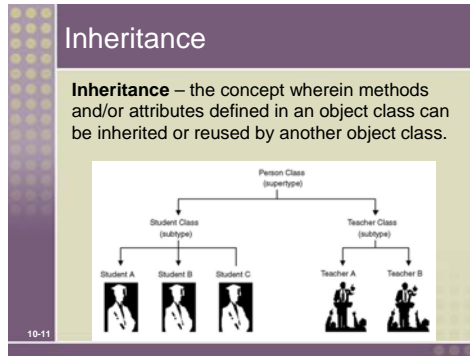 Inheritance
Inheritance – the concept wherein methods
and/or attributes defined in an object class can
be inherited or reused by another object class.
Person Class
(supertype)
Student Class
(subtype)
Teacher Class
(subtype)
Student A
Student B
Student C
Teacher A
Teacher B
10-11